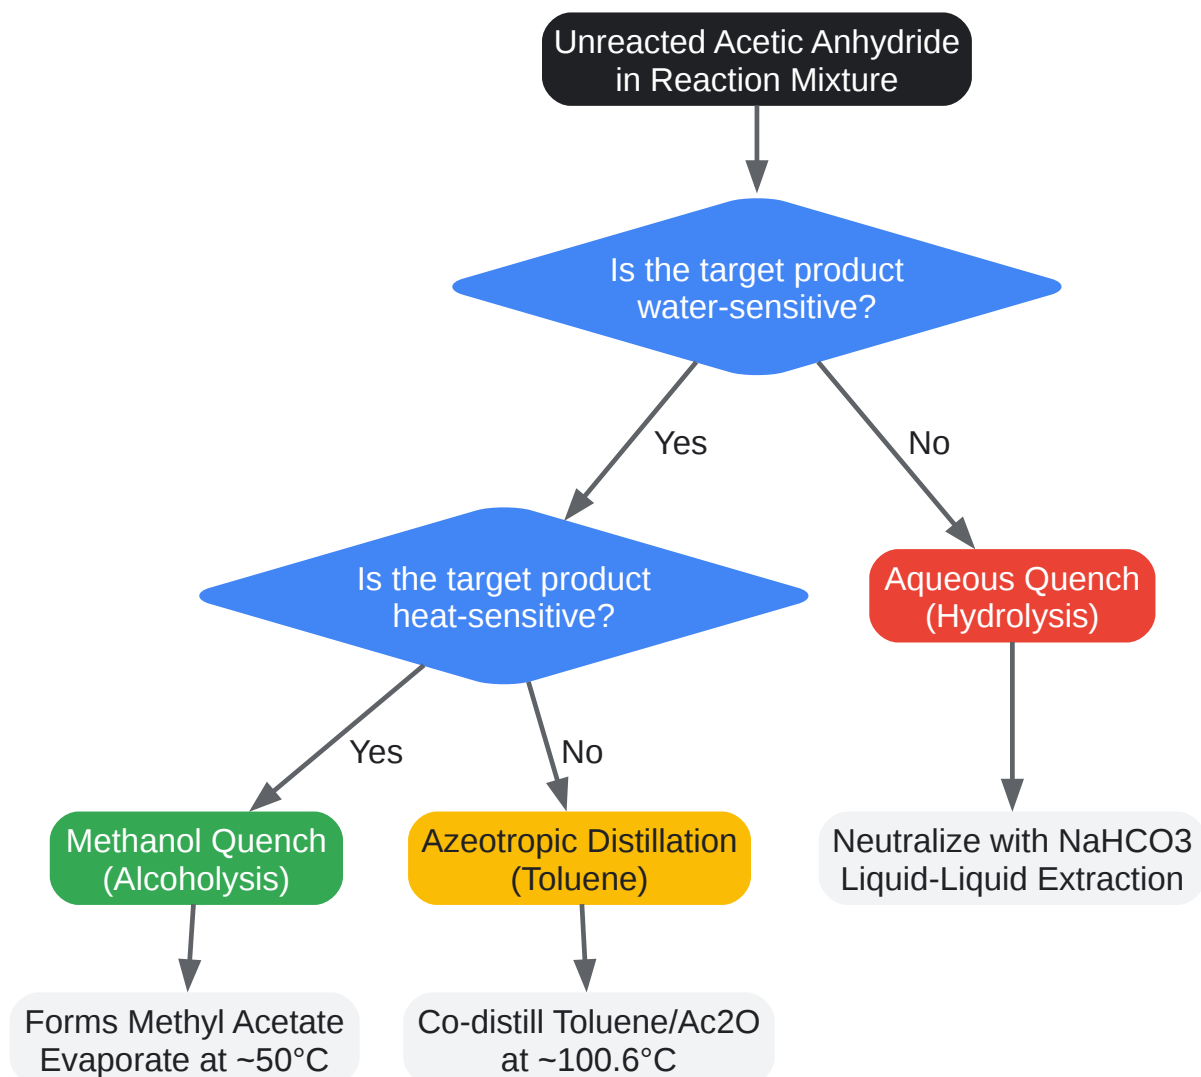 Unreacted Acetic Anhydride
in Reaction Mixture
Is the target product
water-sensitive?
Yes
No
Is the target product
heat-sensitive?
Aqueous Quench
(Hydrolysis)
Yes
No
Methanol Quench
(Alcoholysis)
Azeotropic Distillation
(Toluene)
Neutralize with NaHCO3
Liquid-Liquid Extraction
Forms Methyl Acetate
Evaporate at ~50°C
Co-distill Toluene/Ac2O
at ~100.6°C